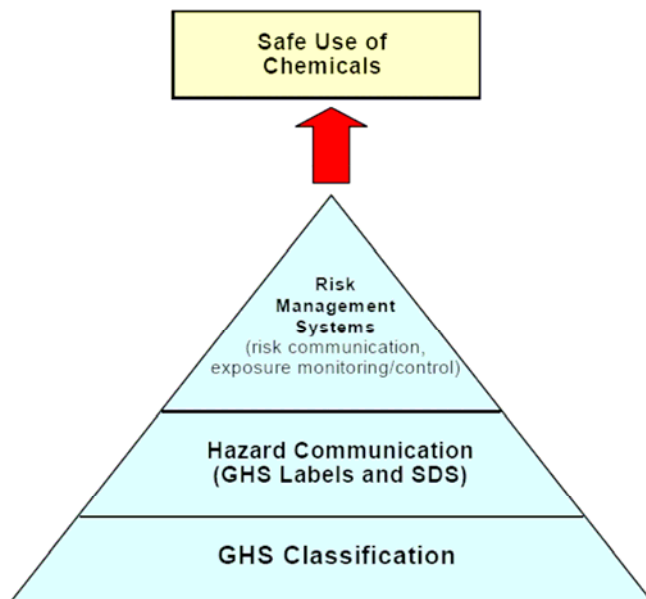 Safe Use of
Chemicals
Risk
Management
Systems
(risk communication,
exposure monitoring/control)
Hazard Communication
(GHS Labels and SDS)
GHS Classification